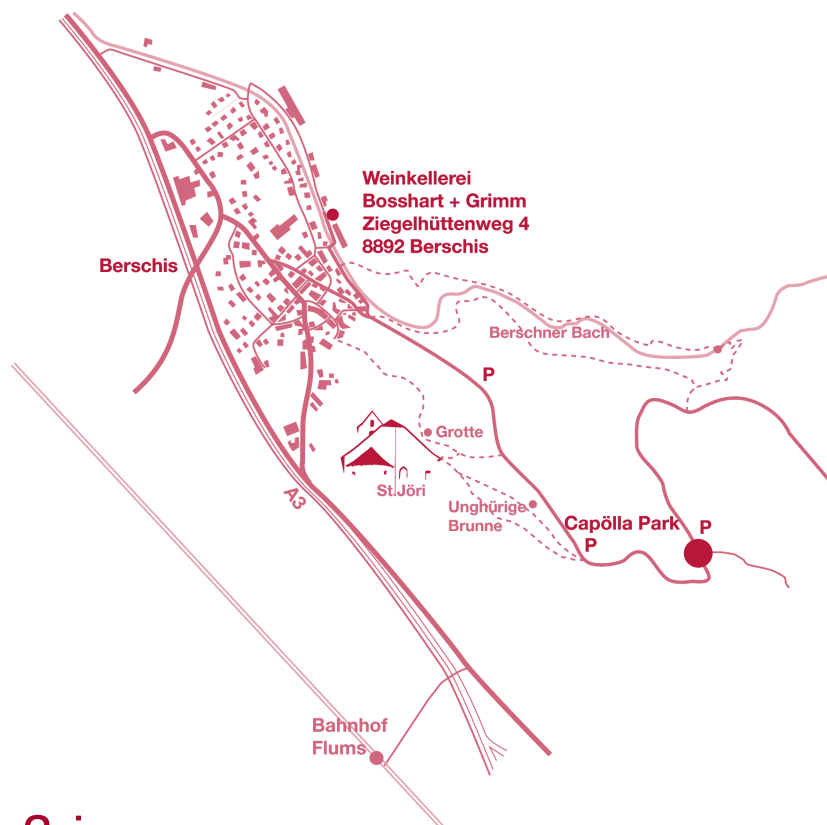 Weinkellerei
Bosshart + Grimm
Ziegelhüttenweg 4
8892 Berschis
Berschis
Berschner Bach
P
Grotte
St.Jöri
A3
Unghürige
Brunne
Capölla Park
P
P
Bahnhof
Flums